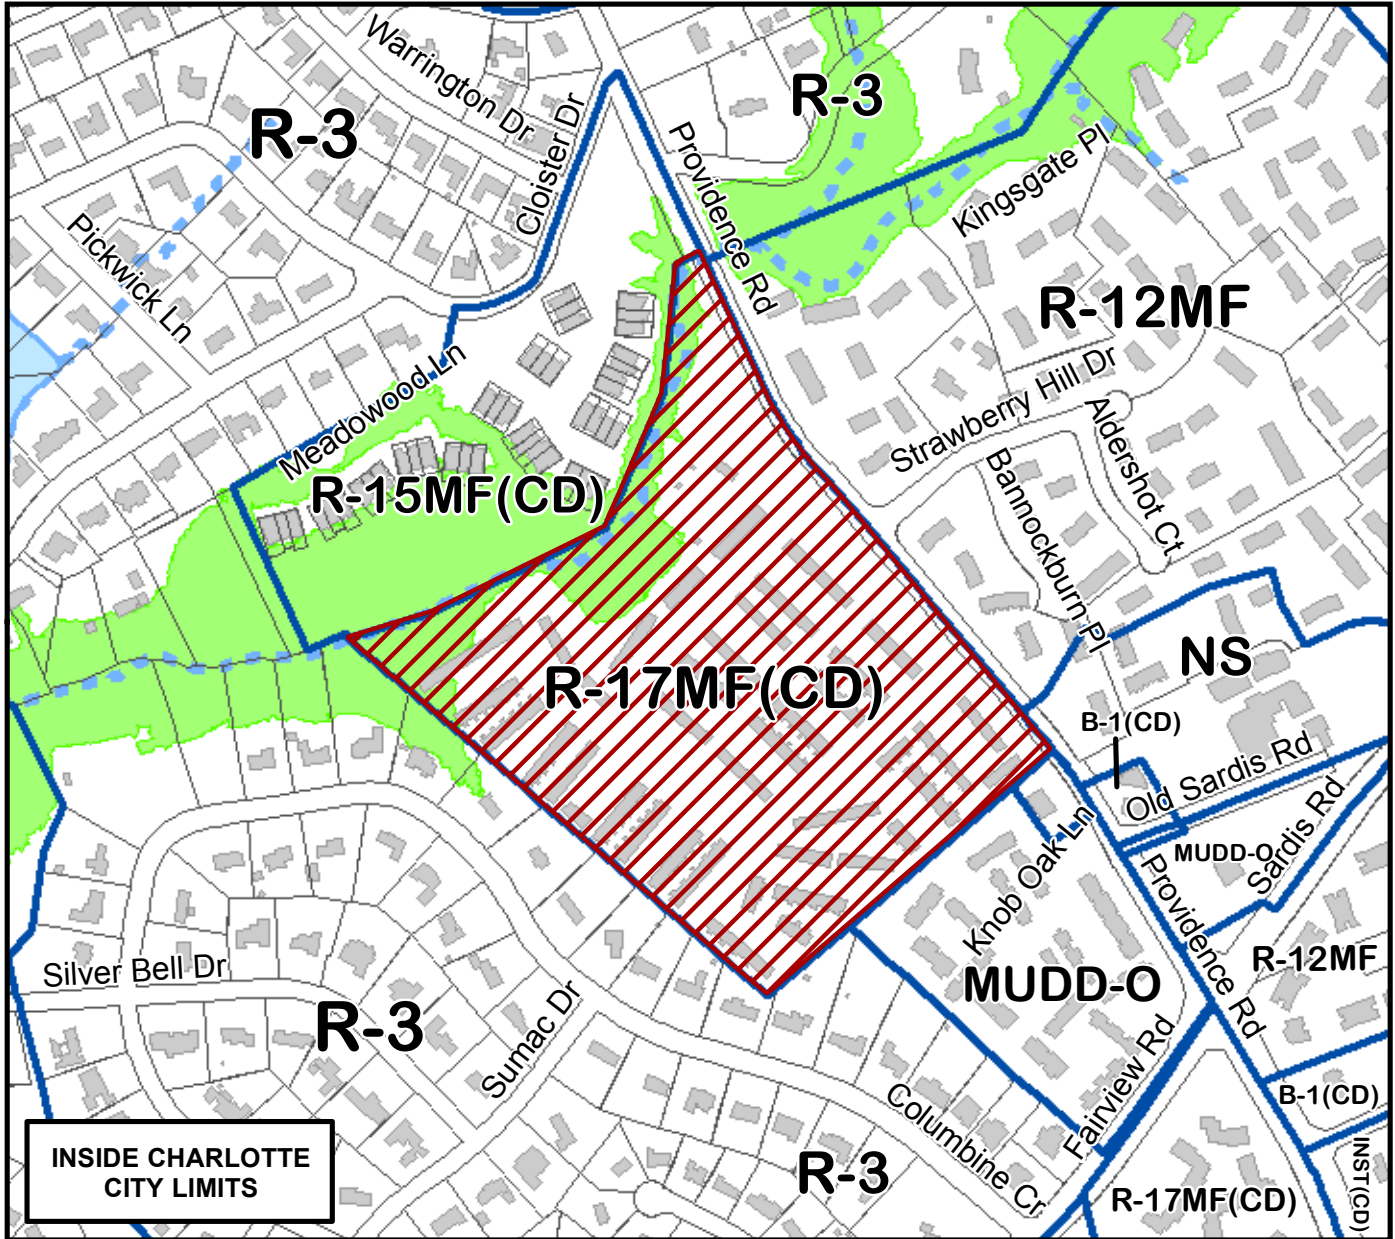 Warrington Dr
R-3
R-3
Cloister Dr
Providence Rd
Kingsgate Pl
Pickwick Ln
R-12MF
Meadowood Ln
Strawberry Hill Dr
Aldershot Ct
R-15MF(CD)
Bannockburn Pl
NS
R-17MF(CD)
B-1(CD)
Old Sardis Rd
Sardis Rd
MUDD-O
Knob Oak Ln
Providence Rd
R-12MF
Silver Bell Dr
MUDD-O
R-3
Sumac Dr
Fairview Rd
Columbine Cr
B-1(CD)
INSIDE CHARLOTTE
CITY LIMITS
R-3
R-17MF(CD)
INST(CD)